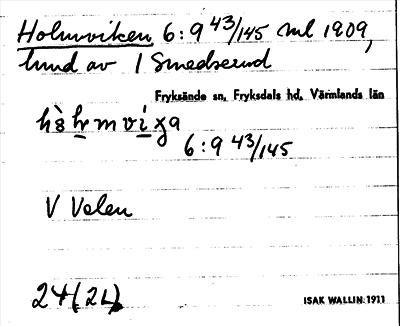 Holmviken 6:9 43/145 ml 1909,
lund av 1 Smedserud
Fryksände sn, Fryksdals hd, Värmlands län
6:9 43/145
V Velen
24(2L)
ISAK WALLIN 1911